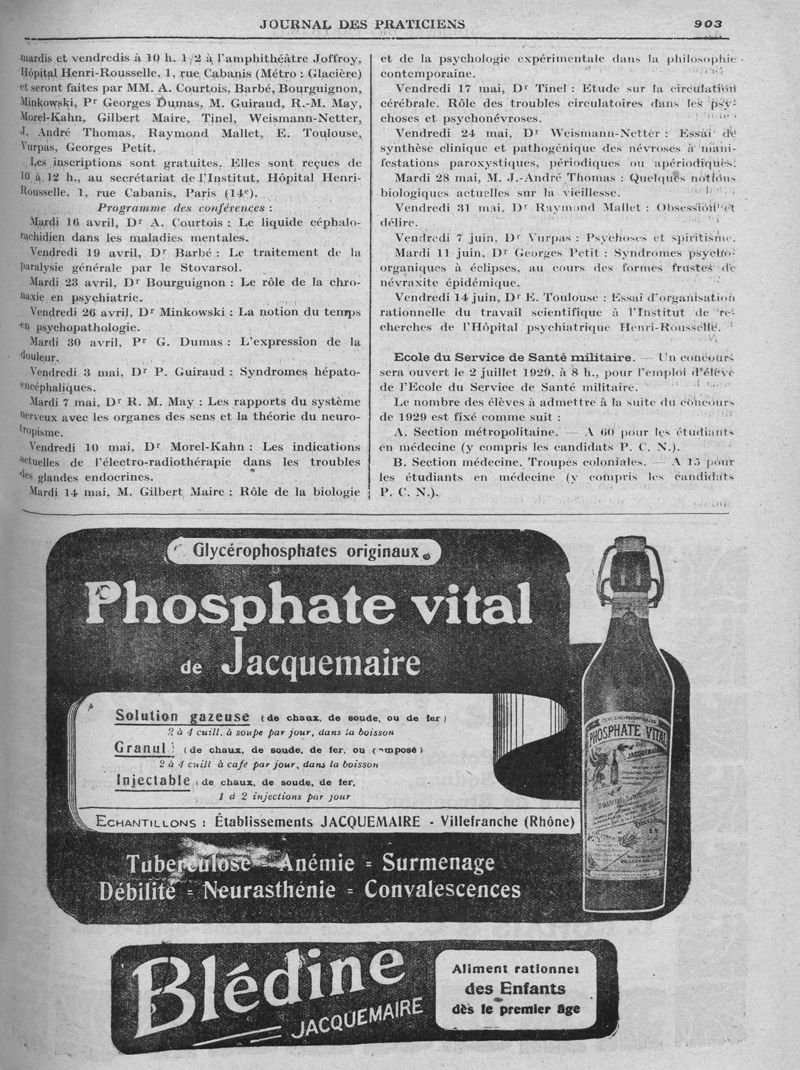 JOURNAL DES PRATICIENS
903
mardis et vendredis à 10 h. 1/2 à l'amphithéâtre Joffroy,
Hôpital Henri-Rousselle, 1, rue Cabanis (Métro : Glacière)
et seront faites par MM. A. Courtois, Barbé, Bourguignon,
Minkowski, Pr Georges Dumas, M. Guiraud, R.-M. May,
Morel-Kahn, Gilbert Maire, Tinel, Weismann-Netter,
J. André Thomas, Raymond Mallet, E. Toulouse,
Vurpas, Georges Petit.
Les inscriptions sont gratuites. Elles sont reçues de
10 à 12 h., au secrétariat de l'Institut, Hôpital Henri-
Rousselle, 1, rue Cabanis, Paris (14e).
Programme des conférences :
Mardi 16 avril, Dr A. Courtois : Le liquide céphalo-
rachidien dans les maladies mentales.
Vendredi 19 avril, Dr Barbé : Le traitement de la
paralysie générale par le Stovarsol.
Mardi 23 avril, Dr Bourguignon : Le rôle de la chro-
naxie en psychiatrie.
Vendredi 26 avril, Dr Minkowski : La notion du temps
en psychopathologie.
Mardi 30 avril, Pr G. Dumas : L'expression de la
douleur.
Vendredi 3 mai, Dr P. Guiraud : Syndromes hépato-
encéphaliques.
Mardi 7 mai, Dr R. M. May : Les rapports du système
nerveux avec les organes des sens et la théorie du neuro-
tropisme.
Vendredi 10 mai, Dr Morel-Kahn : Les indications
actuelles de l'électro-radiothérapie dans les troubles
des glandes endocrines.
Mardi 14 mai, M. Gilbert Maire : Rôle de la biologie
et de la psychologie expérimentale dans la philosophie
contemporaine.
Vendredi 17 mai, Dr Tinel : Etude sur la circulation
cérébrale. Rôle des troubles circulatoires dans les psy-
choses et psychonévroses.
Vendredi 24 mai, Dr Weismann-Netter : Essai de
synthèse clinique et pathogénique des névroses à mani-
festations paroxystiques, périodiques ou apériodiques.
Mardi 28 mai, M. J.-André Thomas : Quelques notions
biologiques actuelles sur la vieillesse.
Vendredi 31 mai, Dr Raymond Mallet : Obsession et
délire.
Vendredi 7 juin, Dr Vurpas : Psychoses et spiritisme.
Mardi 11 juin, Dr Georges Petit : Syndromes psycho-
organiques à éclipses, au cours des formes frustes de
névraxite épidémique.
Vendredi 14 juin, Dr E. Toulouse : Essai d'organisation
rationnelle du travail scientifique à l'Institut de re-
cherches de l'Hôpital psychiatrique Henri-Rousselle.
Ecole du Service de Santé militaire. — Un concours
sera ouvert le 2 juillet 1929, à 8 h., pour l'emploi d'élève
de l'Ecole du Service de Santé militaire.
Le nombre des élèves à admettre à la suite du concours
de 1929 est fixé comme suit :
A. Section métropolitaine. — A 60 pour les étudiants
en médecine (y compris les candidats P. C. N.).
B. Section médecine, Troupes coloniales. — A 15 pour
les étudiants en médecine (y compris les candidats
P. C. N.).
Glycérophosphates originaux
Phosphate vital
de Jacquemaire
Solution gazeuse (de chaux, de soude, ou de fer)
2 à 4 cuill. à soupe par jour, dans la boisson
Granulé (de chaux, de soude, de fer, ou composé)
2 à 4 cuill à café par jour, dans la boisson
Injectable (de chaux, de soude, de fer,
1 à 2 injections par jour
ECHANTILLONS : Établissements JACQUEMAIRE - Villefranche (Rhône)
Tuberculose = Anémie = Surmenage
Débilité = Neurasthénie = Convalescences
PHOSPHATE VITAL
JACQUEMAIRE
Blédine
JACQUEMAIRE
Aliment rationnel
des Enfants
dès le premier âge